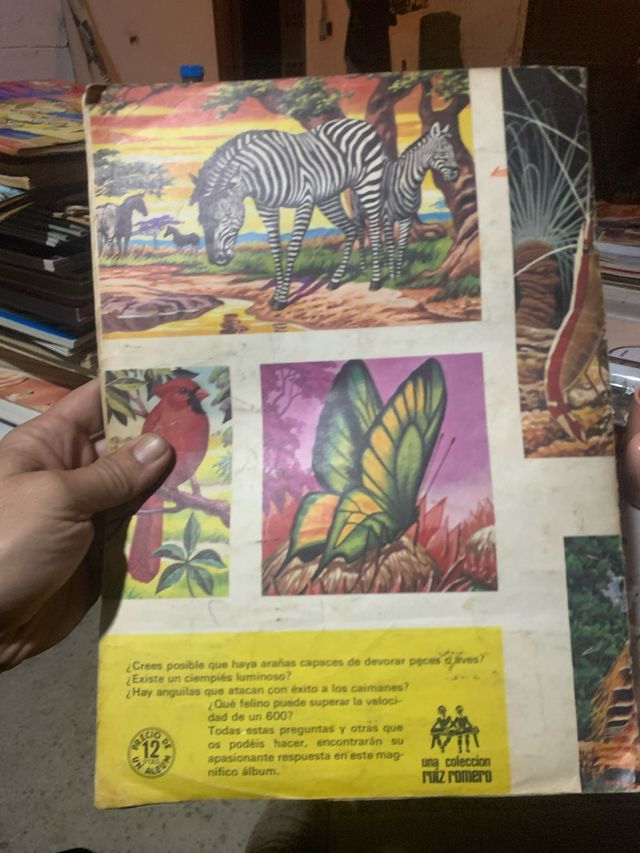 ¿Crees posible que haya arañas capaces de devorar peces o aves?
¿Existe un ciempiés luminoso?
¿Hay anguilas que atacan con éxito a los caimanes?
¿Qué felino puede superar la veloci-
dad de un 600?
Todas estas preguntas y otras que
os podéis hacer, encontrarán su
apasionante respuesta en este mag-
nífico álbum.
PRECIO DE
12
UN ALBUM
una coleccion
ruiz romero